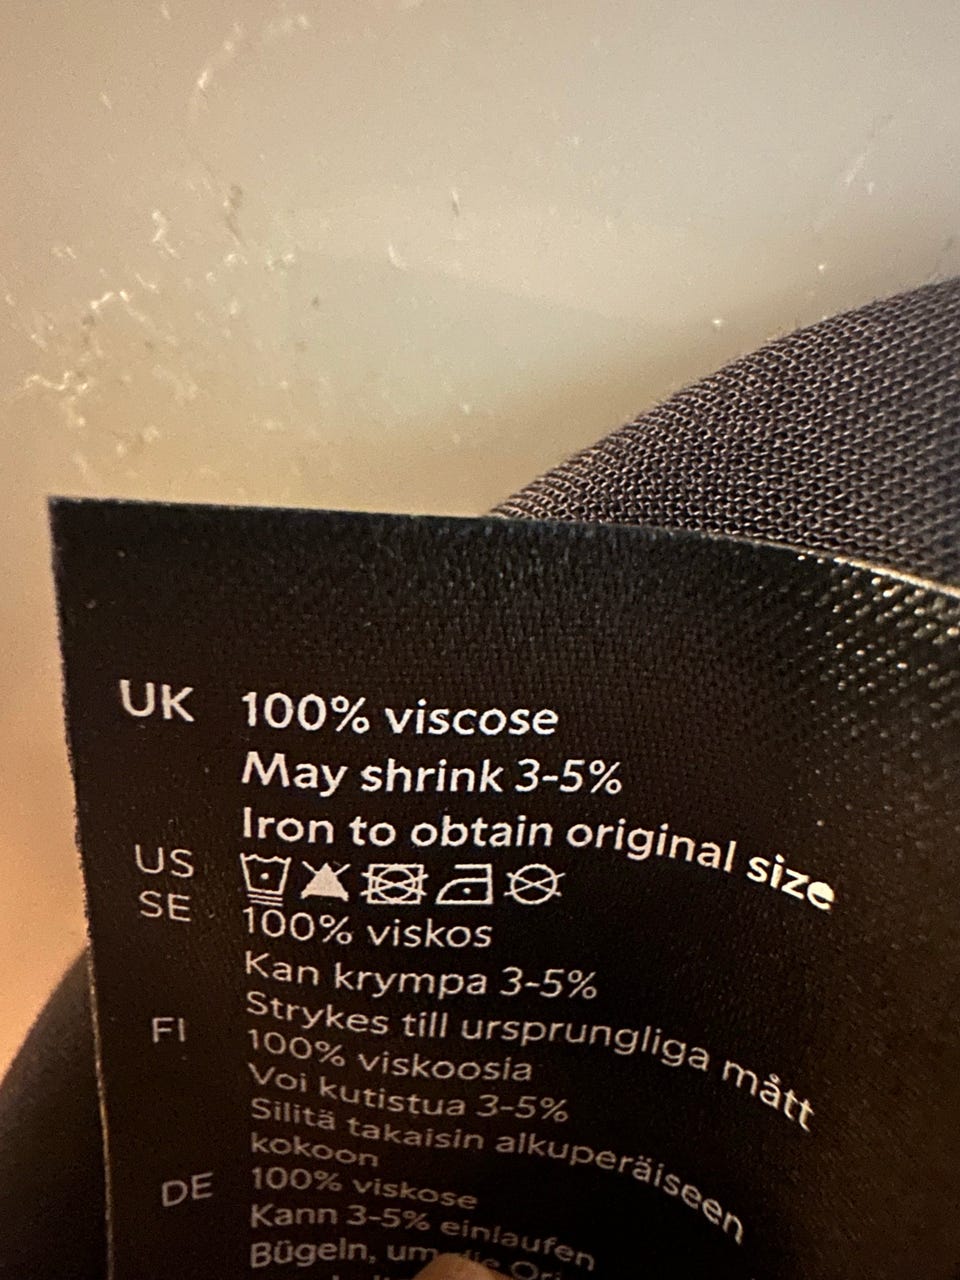 UK 100% viscose
May shrink 3-5%
Iron to obtain original size
US
SE 100% viskos
Kan krympa 3-5%
Strykes till ursprungliga mått
FI 100% viskoosia
Voi kutistua 3-5%
Silitä takaisin alkuperäiseen
kokoon
DE 100% viskose
Kann 3-5% einlaufen
Bügeln, um die